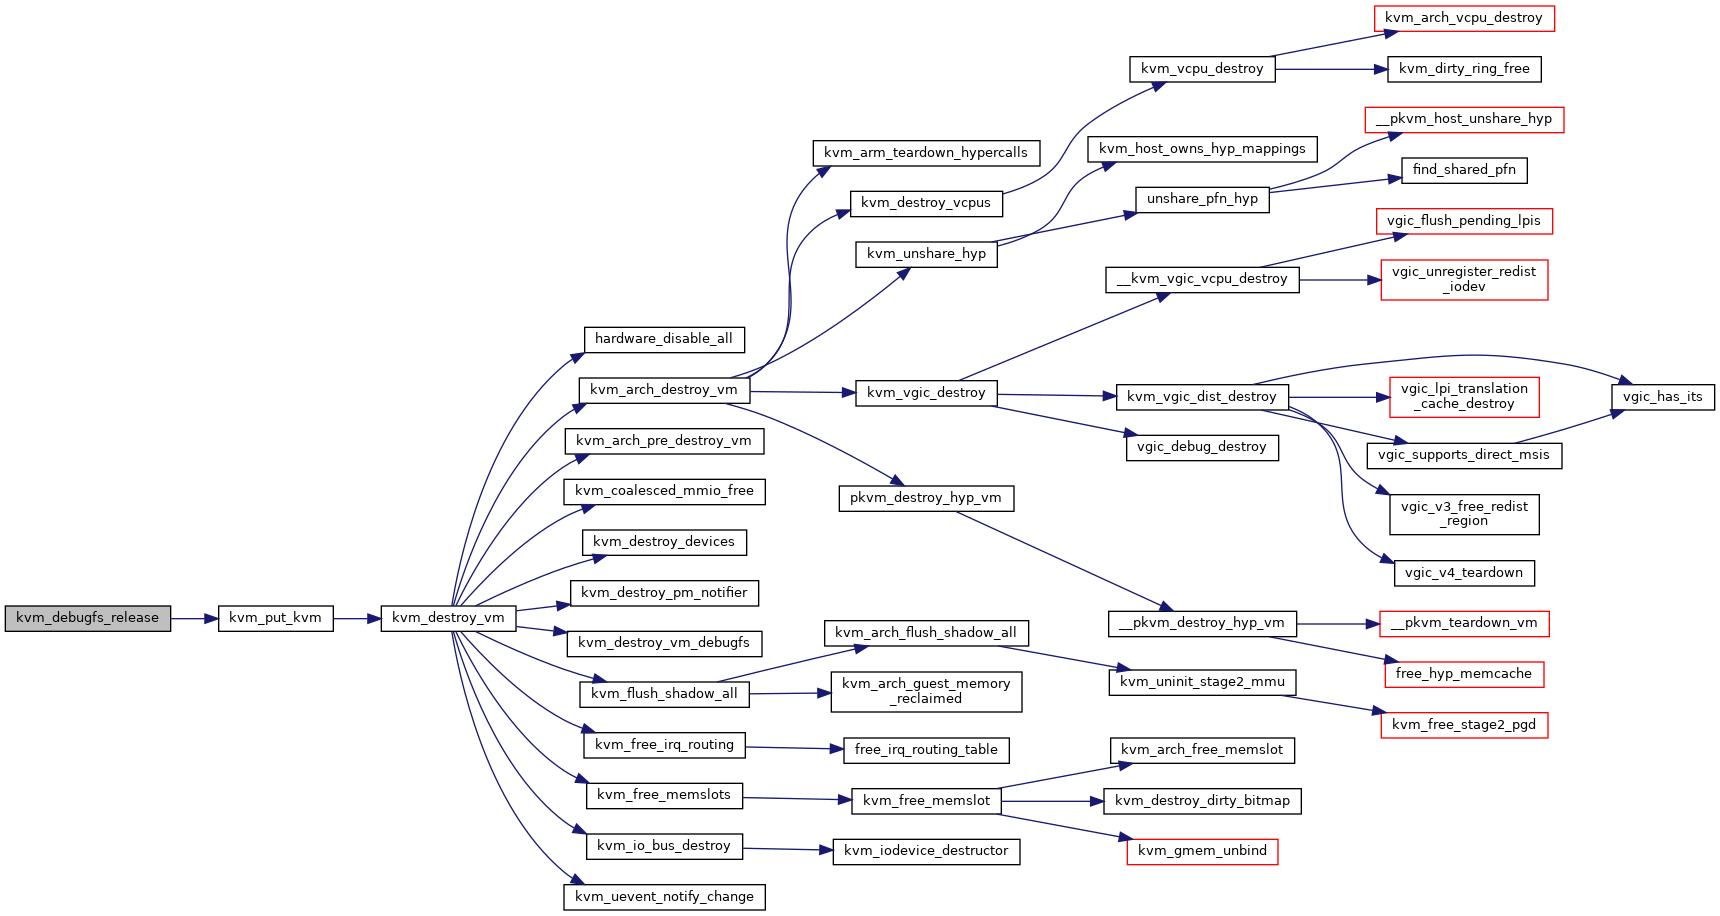 kvm_debugfs_release
kvm_put_kvm
kvm_destroy_vm
hardware_disable_all
kvm_arch_destroy_vm
kvm_arch_pre_destroy_vm
kvm_coalesced_mmio_free
kvm_destroy_devices
kvm_destroy_pm_notifier
kvm_destroy_vm_debugfs
kvm_flush_shadow_all
kvm_free_irq_routing
kvm_free_memslots
kvm_io_bus_destroy
kvm_uevent_notify_change
kvm_arm_teardown_hypercalls
kvm_destroy_vcpus
kvm_unshare_hyp
kvm_vgic_destroy
pkvm_destroy_hyp_vm
kvm_arch_flush_shadow_all
kvm_arch_guest_memory
_reclaimed
free_irq_routing_table
kvm_free_memslot
kvm_iodevice_destructor
kvm_vcpu_destroy
kvm_host_owns_hyp_mappings
unshare_pfn_hyp
__kvm_vgic_vcpu_destroy
kvm_vgic_dist_destroy
vgic_debug_destroy
__pkvm_destroy_hyp_vm
kvm_uninit_stage2_mmu
kvm_arch_free_memslot
kvm_destroy_dirty_bitmap
kvm_gmem_unbind
kvm_arch_vcpu_destroy
kvm_dirty_ring_free
__pkvm_host_unshare_hyp
find_shared_pfn
vgic_flush_pending_lpis
vgic_unregister_redist
_iodev
vgic_lpi_translation
_cache_destroy
vgic_supports_direct_msis
vgic_v3_free_redist
_region
vgic_v4_teardown
__pkvm_teardown_vm
free_hyp_memcache
kvm_free_stage2_pgd
vgic_has_its